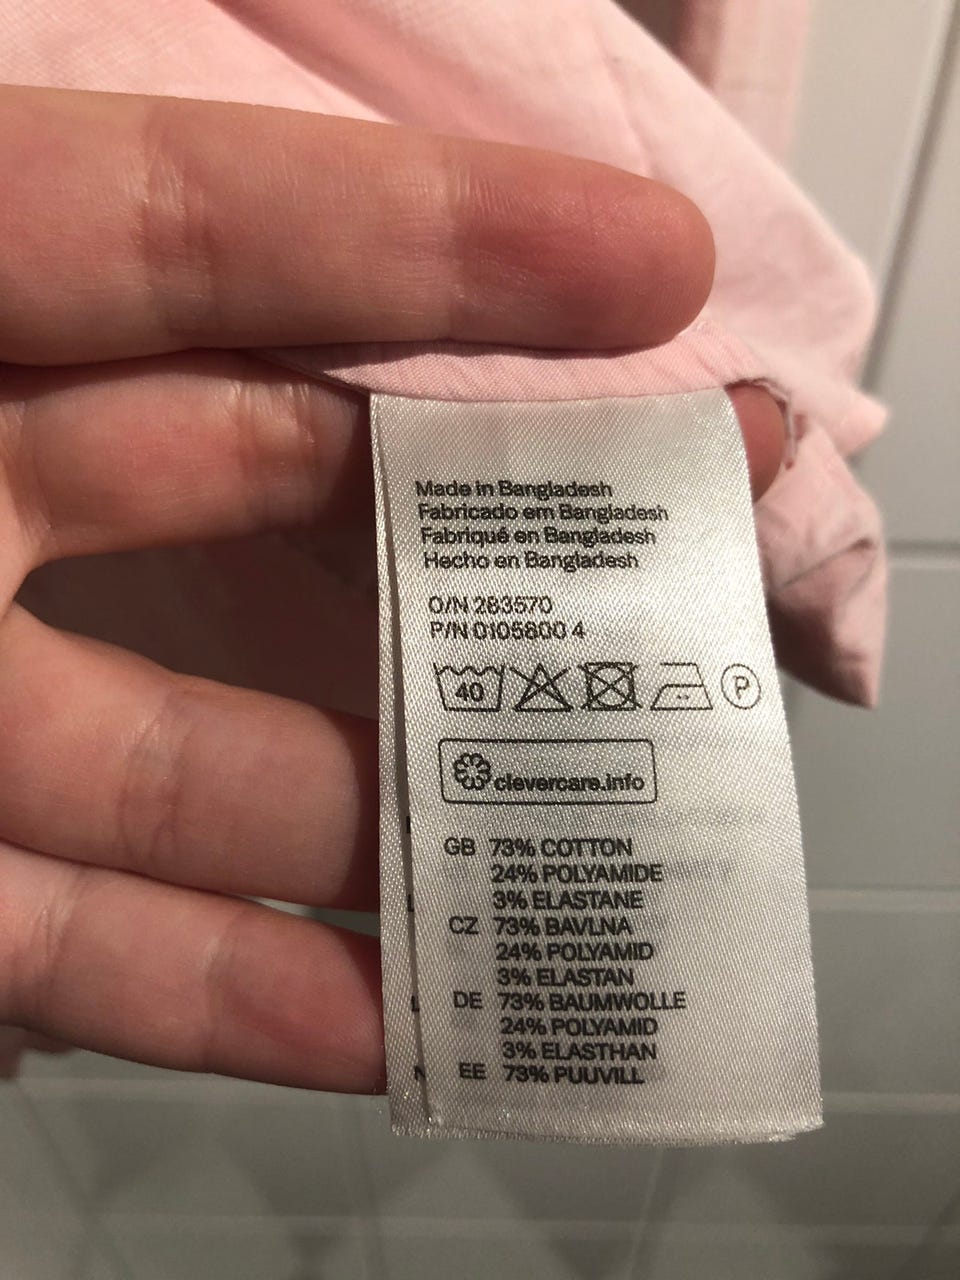 Made in Bangladesh
Fabricado em Bangladesh
Fabriqué en Bangladesh
Hecho en Bangladesh
O/N 283570
P/N 0105800 4
40 P
clevercare.info
GB 73% COTTON
24% POLYAMIDE
3% ELASTANE
CZ 73% BAVLNA
24% POLYAMID
3% ELASTAN
DE 73% BAUMWOLLE
24% POLYAMID
3% ELASTHAN
EE 73% PUUVILL